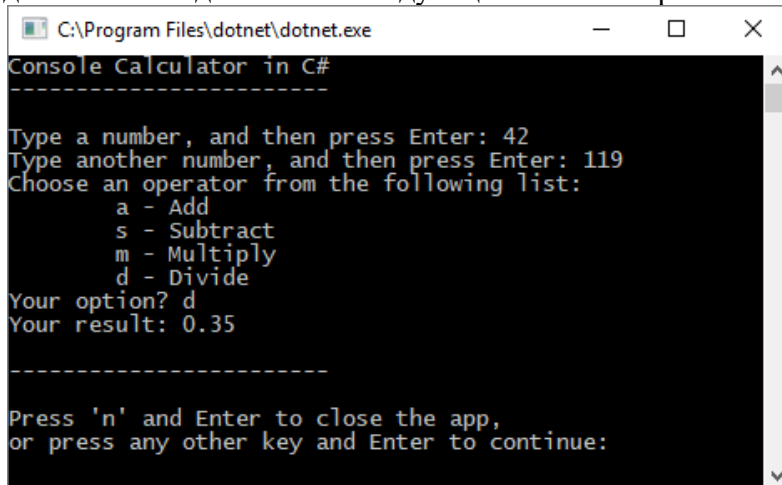 C:\Program Files\dotnet\dotnet.exe
Console Calculator in C#
------------------------
Type a number, and then press Enter: 42
Type another number, and then press Enter: 119
Choose an operator from the following list:
a - Add
s - Subtract
m - Multiply
d - Divide
Your option? d
Your result: 0.35
------------------------
Press 'n' and Enter to close the app,
or press any other key and Enter to continue: